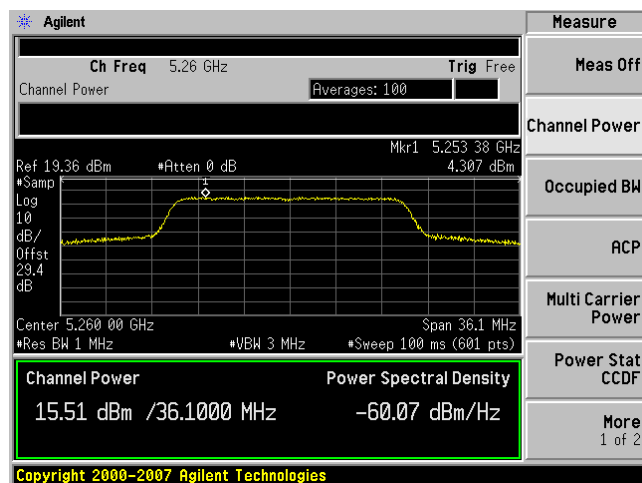 Agilent
Measure
Ch Freq 5.26 GHz Trig Free
Channel Power Averages: 100
Mkr1 5.253 38 GHz
Ref 19.36 dBm #Atten 0 dB 4.307 dBm
#Samp
Log
10
dB/
Offst
29.4
dB
1
Center 5.260 00 GHz Span 36.1 MHz
#Res BW 1 MHz #VBW 3 MHz #Sweep 100 ms (601 pts)
Channel Power Power Spectral Density
15.51 dBm /36.1000 MHz -60.07 dBm/Hz
Copyright 2000-2007 Agilent Technologies
Meas Off
Channel Power
Occupied BW
ACP
Multi Carrier
Power
Power Stat
CCDF
More
1 of 2